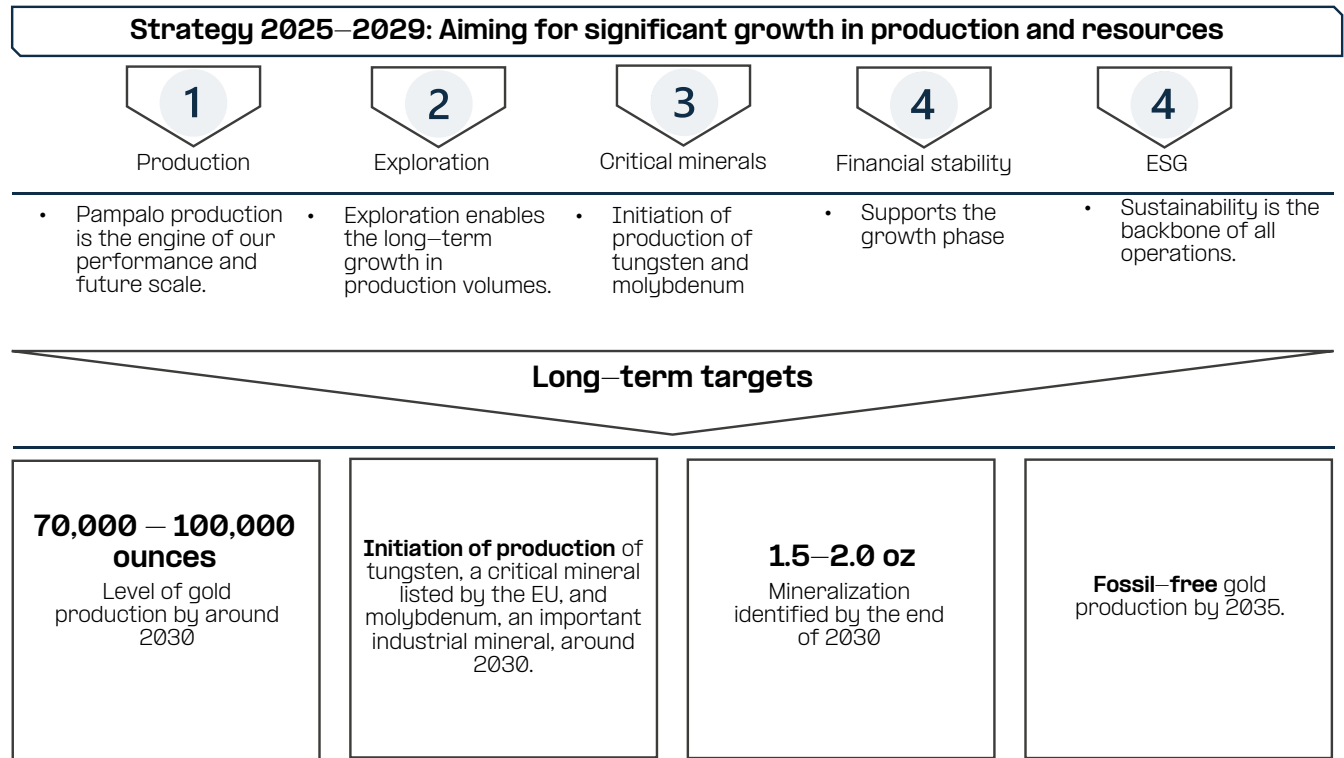 Strategy 2025–2029: Aiming for significant growth in production and resources
1
Production
2
Exploration
3
Critical minerals
4
Financial stability
4
ESG
• Pampalo production
is the engine of our
performance and
future scale.
• Exploration enables
the long–term
growth in
production volumes.
• Initiation of
production of
tungsten and
molybdenum
• Supports the
growth phase
• Sustainability is the
backbone of all
operations.
Long–term targets
70,000 – 100,000
ounces
Level of gold
production by around
2030
Initiation of production of
tungsten, a critical mineral
listed by the EU, and
molybdenum, an important
industrial mineral, around
2030.
1.5–2.0 oz
Mineralization
identified by the end
of 2030
Fossil–free gold
production by 2035.